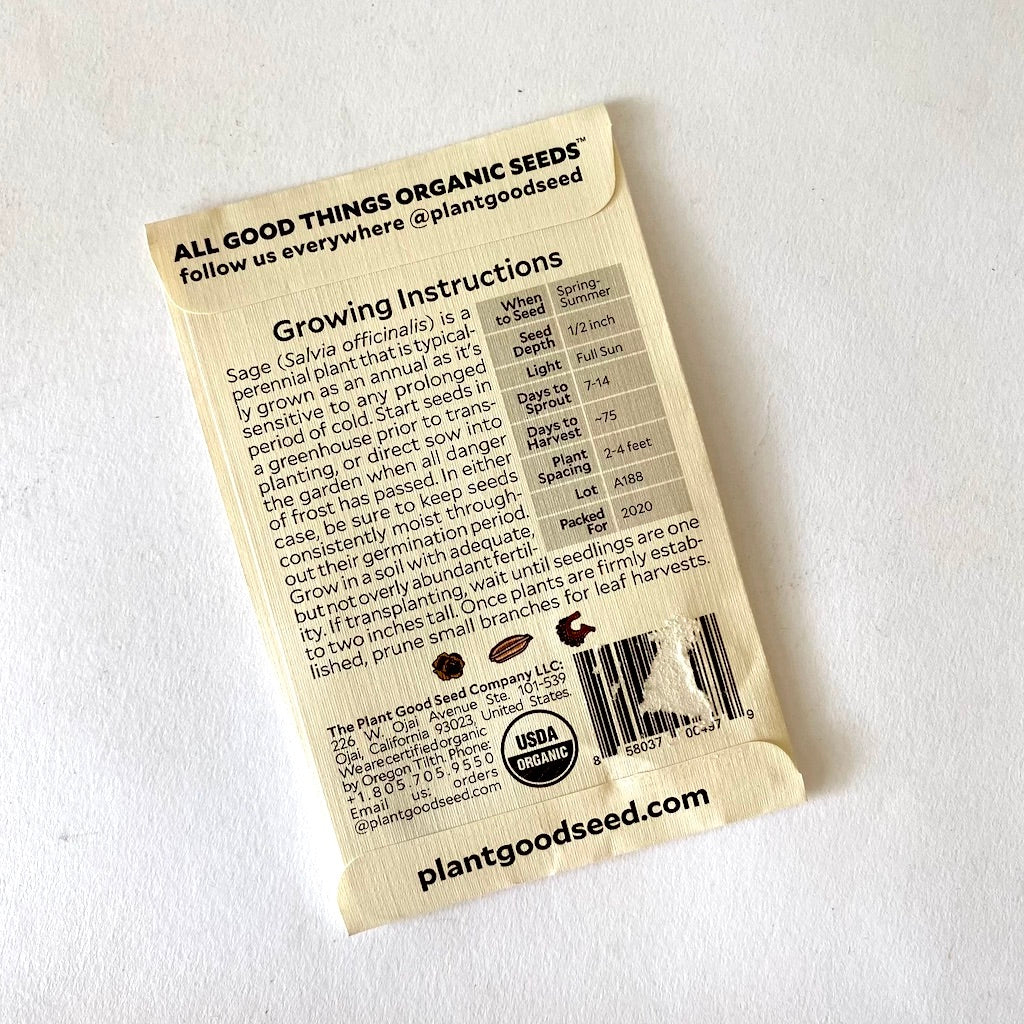 ALL GOOD THINGS ORGANIC SEEDS™
follow us everywhere @plantgoodseed
Growing Instructions
Sage (Salvia officinalis) is a
perennial plant that is typical-
ly grown as an annual as it's
sensitive to any prolonged
period of cold. Start seeds in
a greenhouse prior to trans-
planting, or direct sow into
the garden when all danger
of frost has passed. In either
case, be sure to keep seeds
consistently moist through-
out their germination period.
Grow in a soil with adequate,
but not overly abundant fertil-
ity. If transplanting, wait until seedlings are one
to two inches tall. Once plants are firmly estab-
lished, prune small branches for leaf harvests.
When to Seed Spring-Summer
Seed Depth 1/2 inch
Light Full Sun
Days to Sprout 7-14
Days to Harvest ~75
Plant Spacing 2-4 feet
Lot A188
Packed For 2020
The Plant Good Seed Company LLC:
226 W. Ojai Avenue Ste. 101-539
Ojai, California 93023, United States.
We are certified organic
by Oregon Tilth. Phone:
+1.805.705.9550
Email us: orders
@plantgoodseed.com
USDA
ORGANIC
8 58037 00497 9
plantgoodseed.com